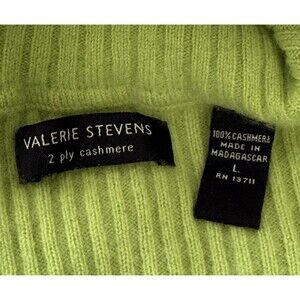 VALERIE STEVENS
2 ply cashmere
100% CASHMERE
MADE IN
MADAGASCAR
L
RN 13711